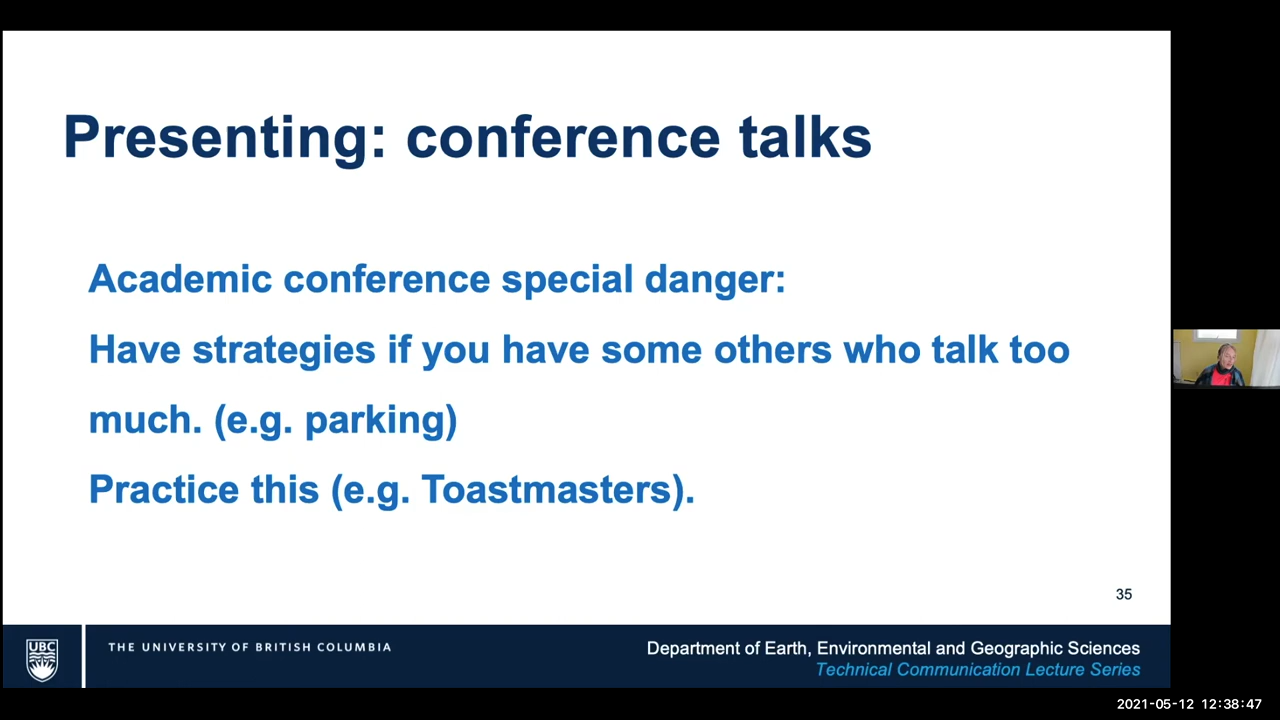 Presenting: conference talks
Academic conference special danger:
Have strategies if you have some others who talk too
much. (e.g. parking)
Practice this (e.g. Toastmasters).
35
UBC
THE UNIVERSITY OF BRITISH COLUMBIA
Department of Earth, Environmental and Geographic Sciences
Technical Communication Lecture Series
2021-05-12 12:38:47